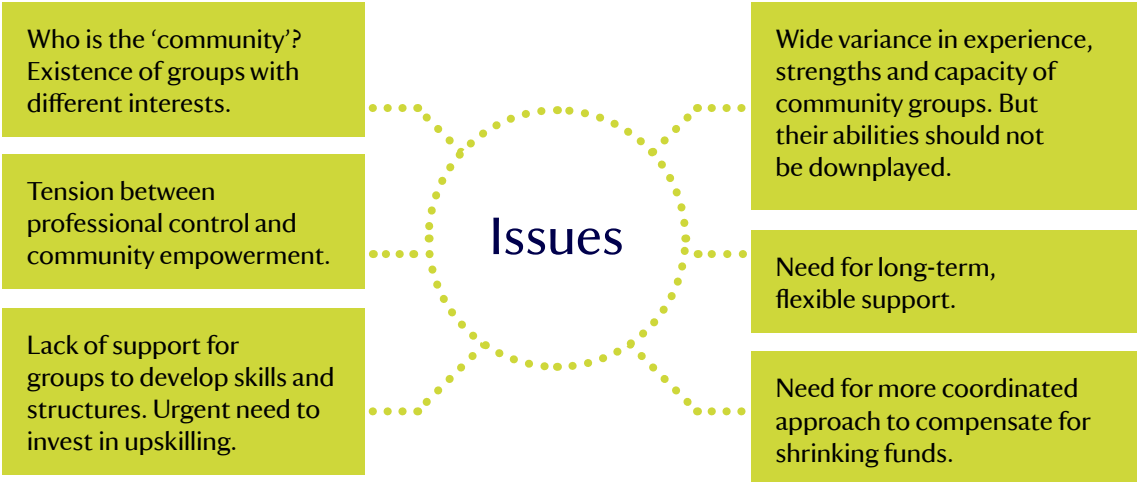 Who is the ‘community’?
Existence of groups with
different interests.
Tension between
professional control and
community empowerment.
Lack of support for
groups to develop skills and
structures. Urgent need to
invest in upskilling.
Issues
Wide variance in experience,
strengths and capacity of
community groups. But
their abilities should not
be downplayed.
Need for long-term,
flexible support.
Need for more coordinated
approach to compensate for
shrinking funds.